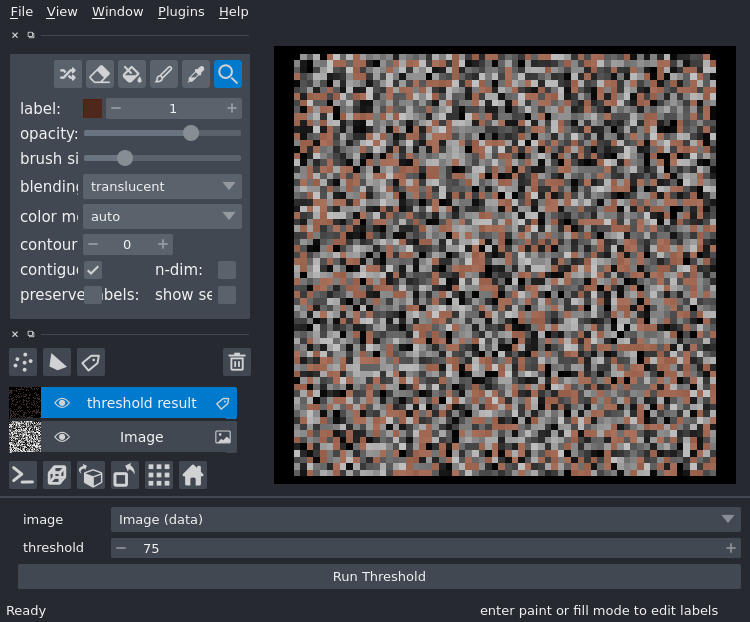 File View Window Plugins Help
label: 1
opacity:
brush si
blending translucent
color m auto
contour 0
contigu n-dim:
preserve abels: show se
threshold result
Image
image Image (data)
threshold 75
Run Threshold
Ready enter paint or fill mode to edit labels